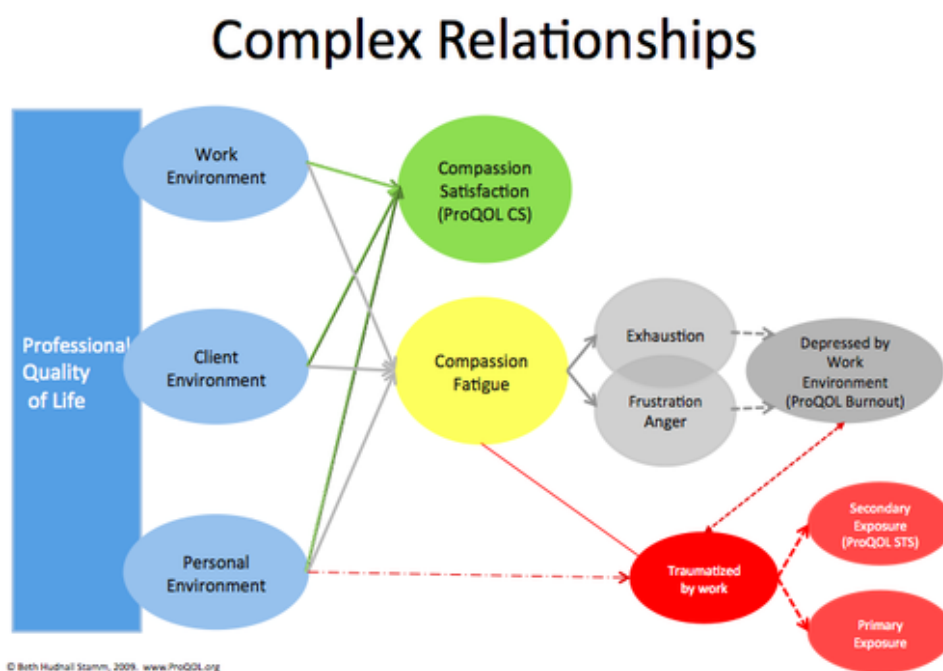 Complex Relationships
Work
Environment
Compassion
Satisfaction
(ProQOL CS)
Professional
Quality
of Life
Client
Environment
Compassion
Fatigue
Exhaustion
Frustration
Anger
Depressed by
Work
Environment
(ProQOL Burnout)
Personal
Environment
Traumatized
by work
Secondary
Exposure
(ProQOL STS)
Primary
Exposure
© Beth Hudnall Stamm, 2009. www.ProQOL.org